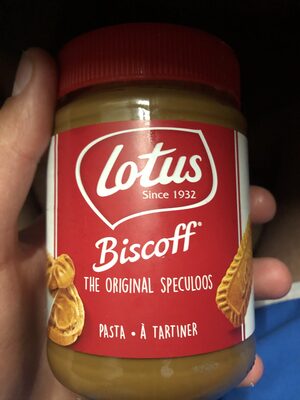 Lotus
Since 1932
Biscoff®
THE ORIGINAL SPECULOOS
PASTA • À TARTINER